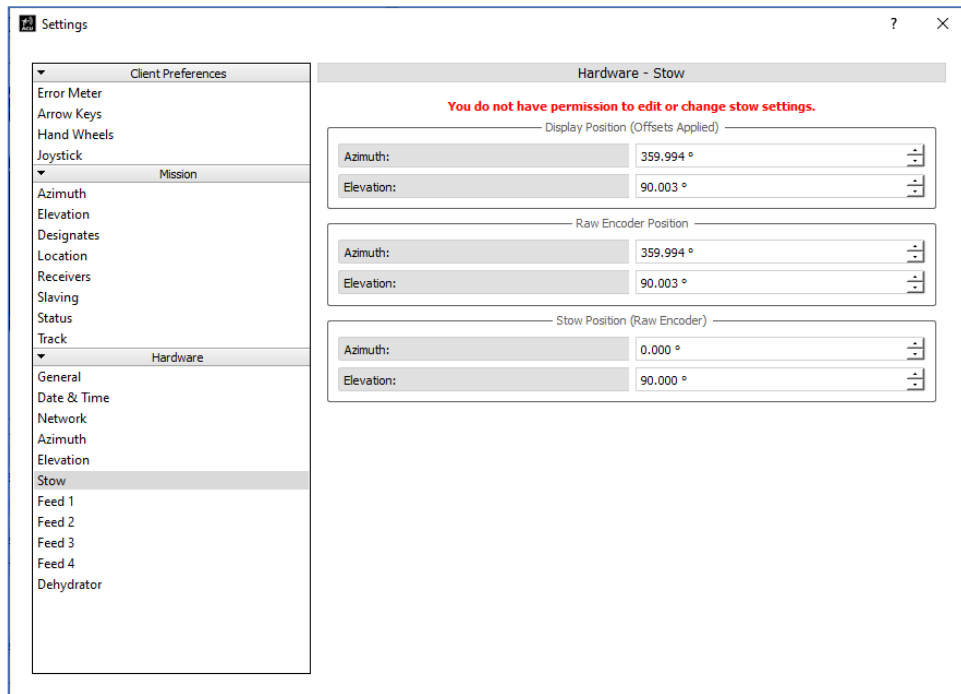 ACU Settings ?
Client Preferences
Error Meter
Arrow Keys
Hand Wheels
Joystick
Mission
Azimuth
Elevation
Designates
Location
Receivers
Slaving
Status
Track
Hardware
General
Date & Time
Network
Azimuth
Elevation
Stow
Feed 1
Feed 2
Feed 3
Feed 4
Dehydrator
Hardware - Stow
You do not have permission to edit or change stow settings.
Display Position (Offsets Applied)
Azimuth: 359.994 °
Elevation: 90.003 °
Raw Encoder Position
Azimuth: 359.994 °
Elevation: 90.003 °
Stow Position (Raw Encoder)
Azimuth: 0.000 °
Elevation: 90.000 °